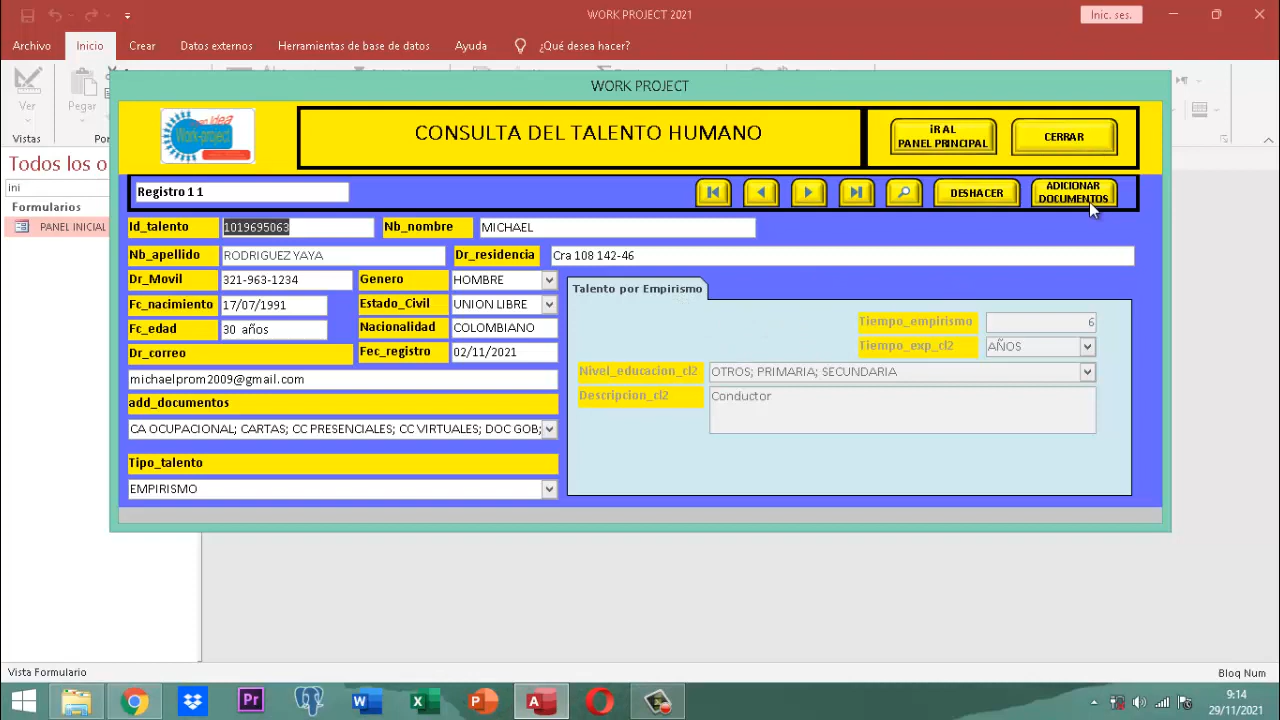 WORK PROJECT 2021
Inic. ses.
Archivo
Inicio
Crear
Datos externos
Herramientas de base de datos
Ayuda
¿Qué desea hacer?
Ver
Pegar
Vistas
Por
WORK PROJECT
idea
Work-project
CONSULTA DEL TALENTO HUMANO
iR AL
PANEL PRINCIPAL
CERRAR
Todos los o
ini
Formularios
PANEL INICIAL
Registro 1 1
DESHACER
ADICIONAR
DOCUMENTOS
Id_talento
1019695063
Nb_nombre
MICHAEL
Nb_apellido
RODRIGUEZ YAYA
Dr_residencia
Cra 108 142-46
Dr_Movil
321-963-1234
Genero
HOMBRE
Fc_nacimiento
17/07/1991
Estado_Civil
UNION LIBRE
Fc_edad
30 años
Nacionalidad
COLOMBIANO
Dr_correo
Fec_registro
02/11/2021
michaelprom2009@gmail.com
add_documentos
CA OCUPACIONAL; CARTAS; CC PRESENCIALES; CC VIRTUALES; DOC GOB;
Tipo_talento
EMPIRISMO
Talento por Empirismo
Tiempo_empirismo
6
Tiempo_exp_cl2
AÑOS
Nivel_educacion_cl2
OTROS; PRIMARIA; SECUNDARIA
Descripcion_cl2
Conductor
Vista Formulario
Bloq Num
9:14
29/11/2021